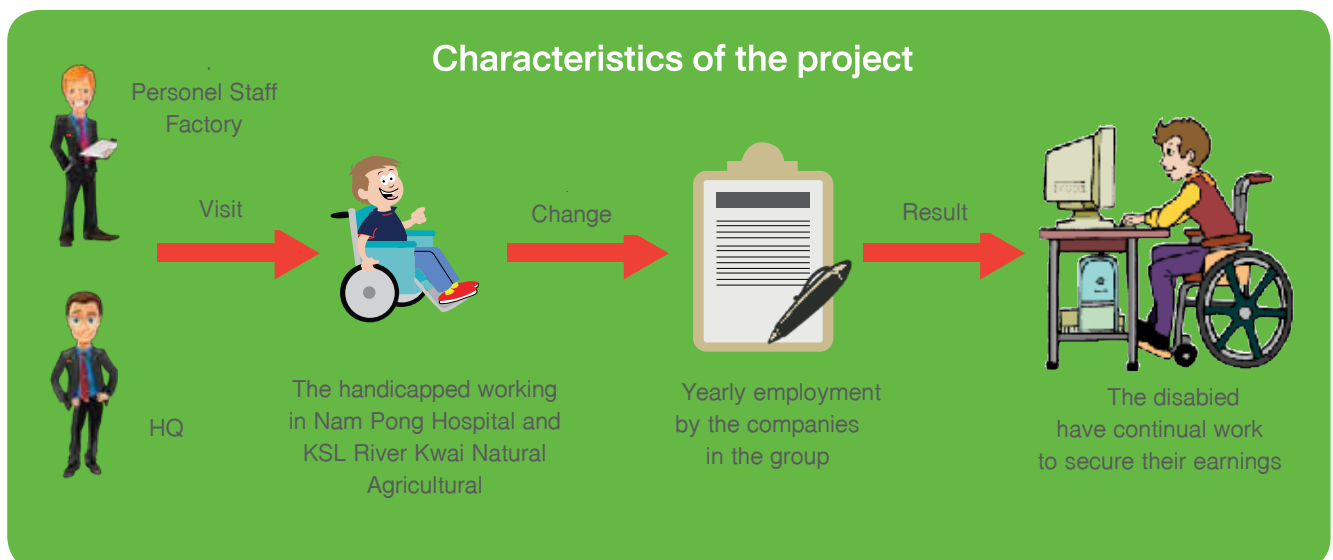 Characteristics of the project
Personel Staff
Factory
Visit
HQ
The handicapped working
in Nam Pong Hospital and
KSL River Kwai Natural
Agricultural
Change
Yearly employment
by the companies
in the group
Result
The disabied
have continual work
to secure their earnings